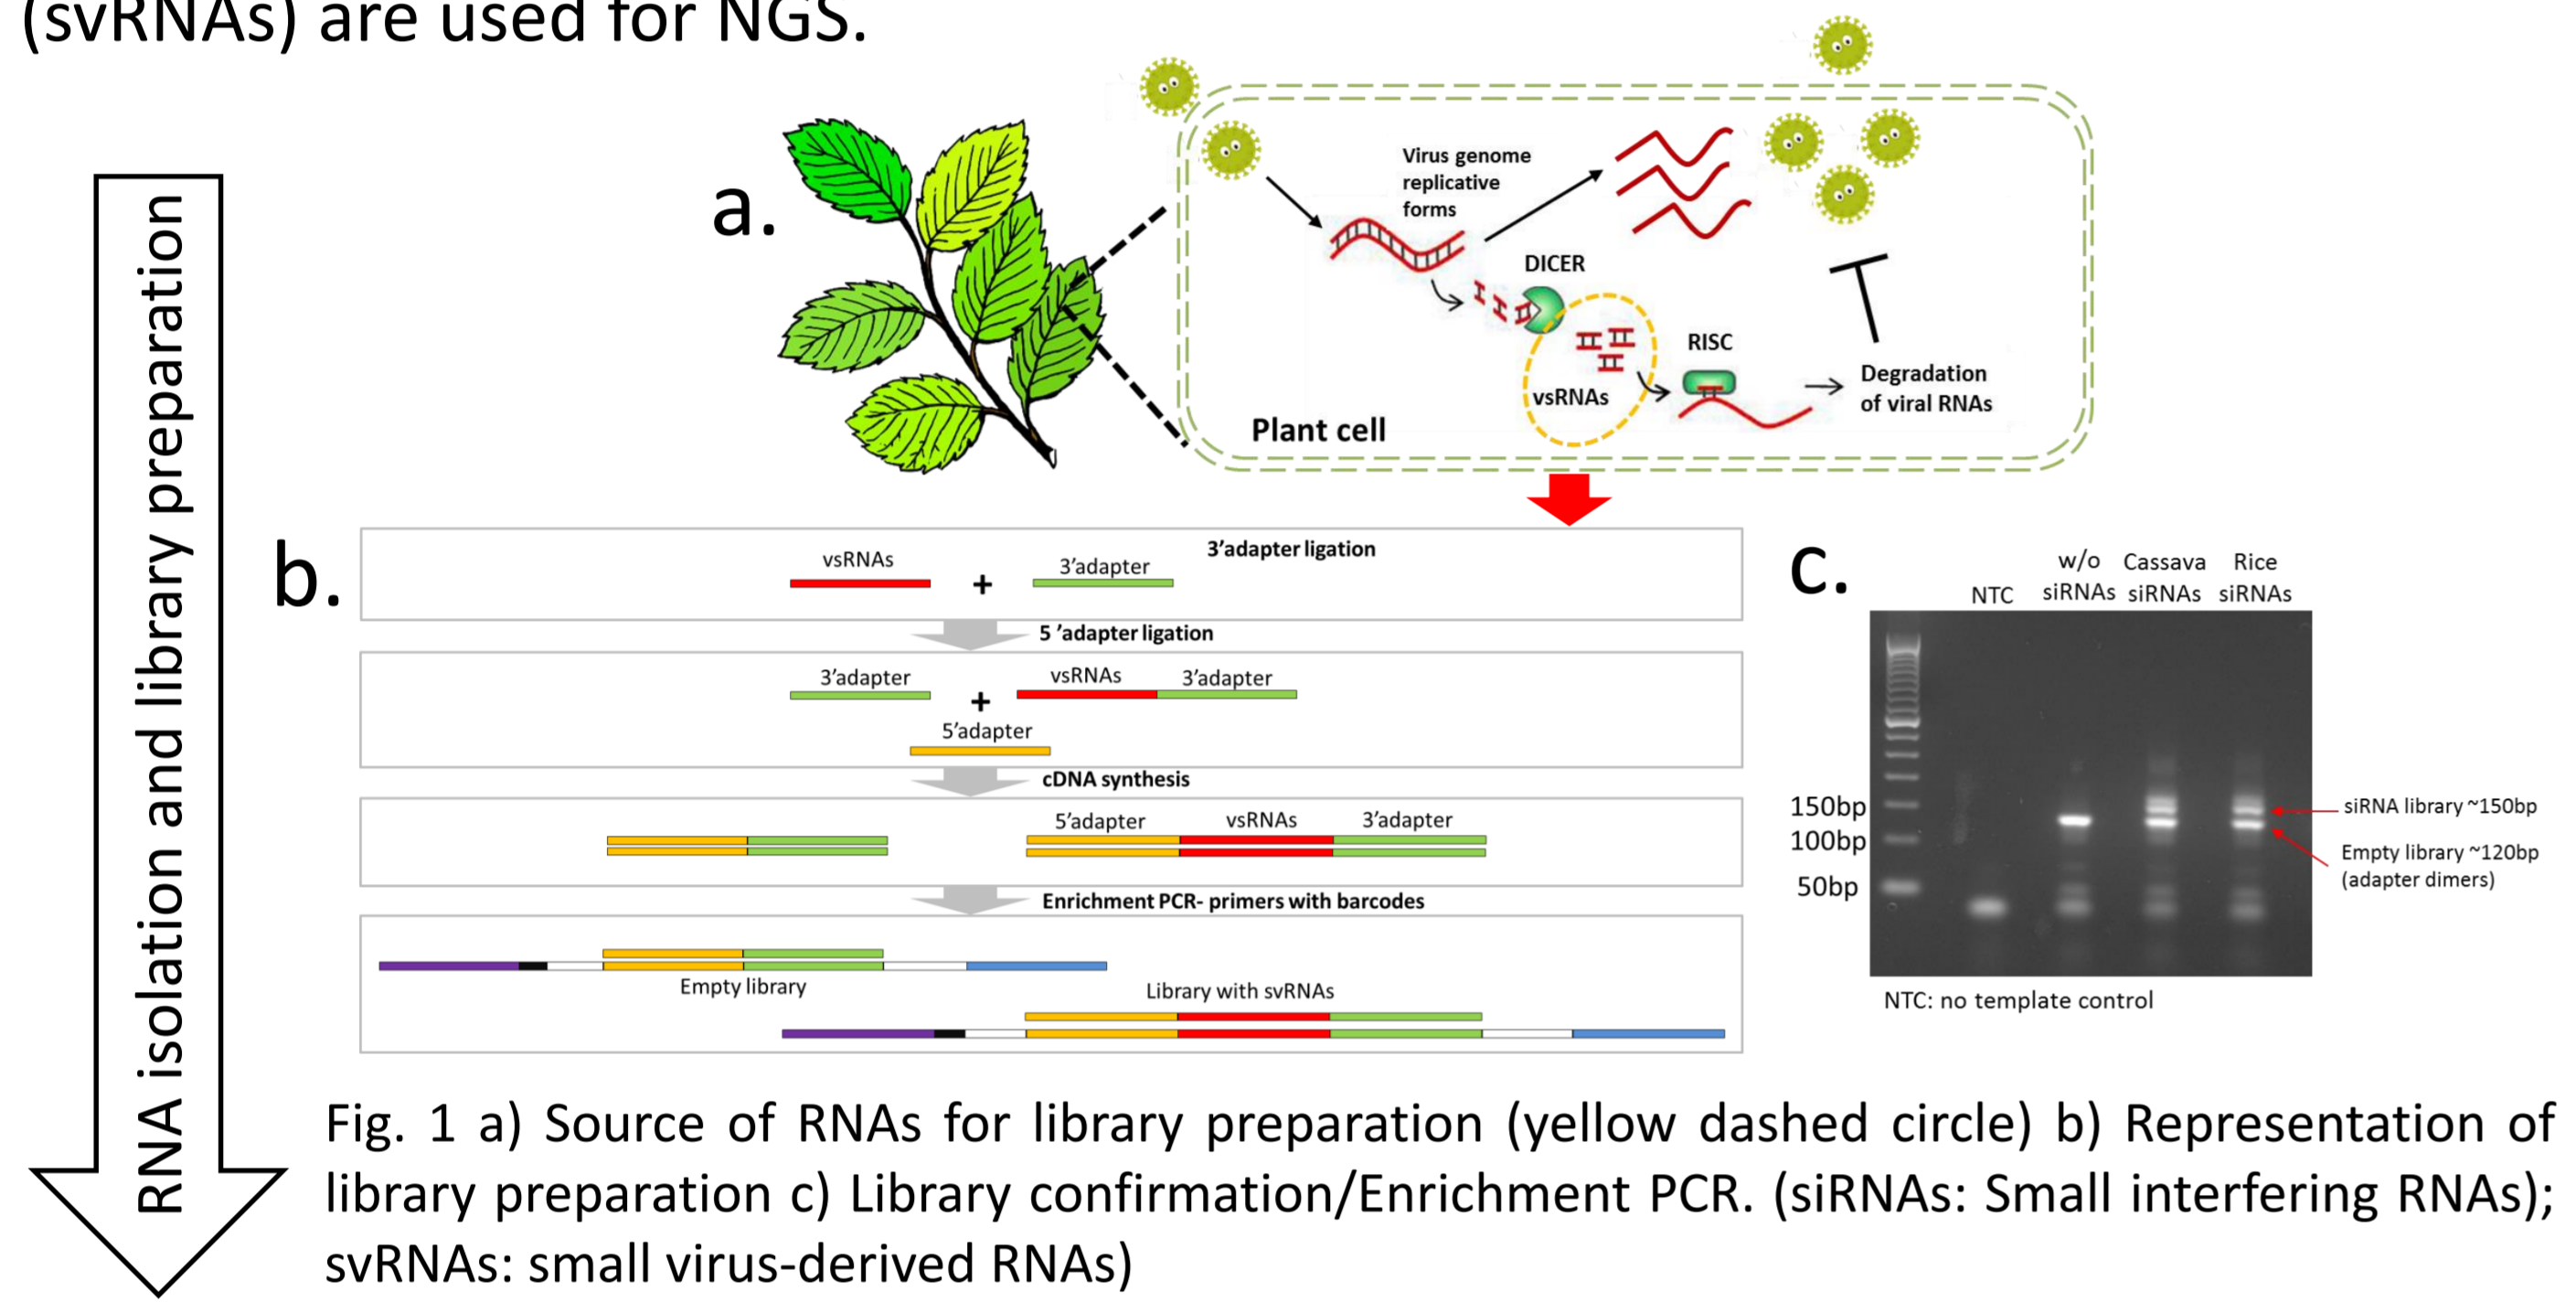 (svRNAs) are used for NGS.
RNA isolation and library preparation
a.
Virus genome
replicative
forms
DICER
vsRNAs
RISC
Degradation
of viral RNAs
Plant cell
b.
3’adapter ligation
vsRNAs
+
3’adapter
5 ’adapter ligation
3’adapter
+
vsRNAs
3’adapter
5’adapter
cDNA synthesis
5’adapter
vsRNAs
3’adapter
Enrichment PCR- primers with barcodes
Empty library
Library with svRNAs
c.
NTC
w/o
siRNAs
Cassava
siRNAs
Rice
siRNAs
150bp
100bp
50bp
siRNA library ~150bp
Empty library ~120bp
(adapter dimers)
NTC: no template control
Fig. 1 a) Source of RNAs for library preparation (yellow dashed circle) b) Representation of
library preparation c) Library confirmation/Enrichment PCR. (siRNAs: Small interfering RNAs);
svRNAs: small virus-derived RNAs)